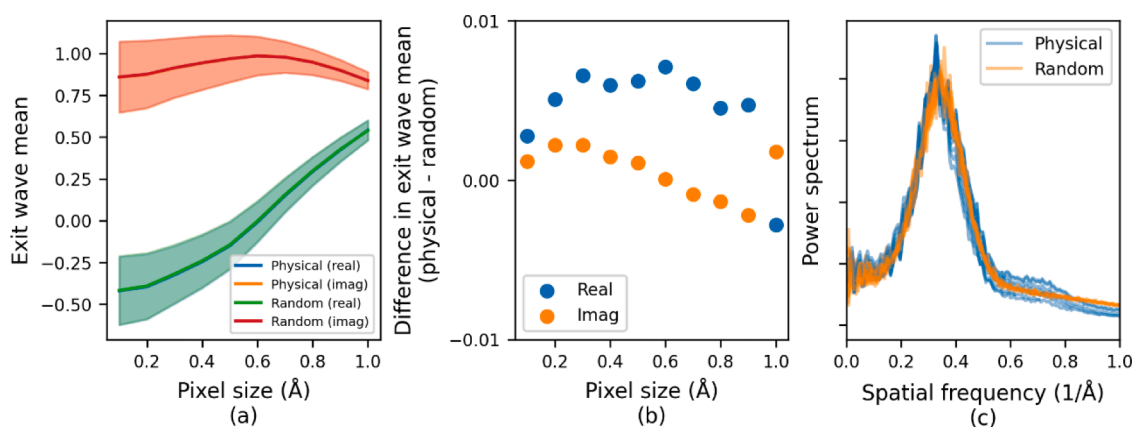 Exit wave mean
1.00
0.75
0.50
0.25
0.00
−0.25
−0.50
Physical (real)
Physical (imag)
Random (real)
Random (imag)
0.2 0.4 0.6 0.8 1.0
Pixel size (Å)
(a)
Difference in exit wave mean
(physical - random)
0.01
0.00
−0.01
Real
Imag
0.2 0.4 0.6 0.8 1.0
Pixel size (Å)
(b)
Power spectrum
Physical
Random
0.0 0.2 0.4 0.6 0.8 1.0
Spatial frequency (1/Å)
(c)